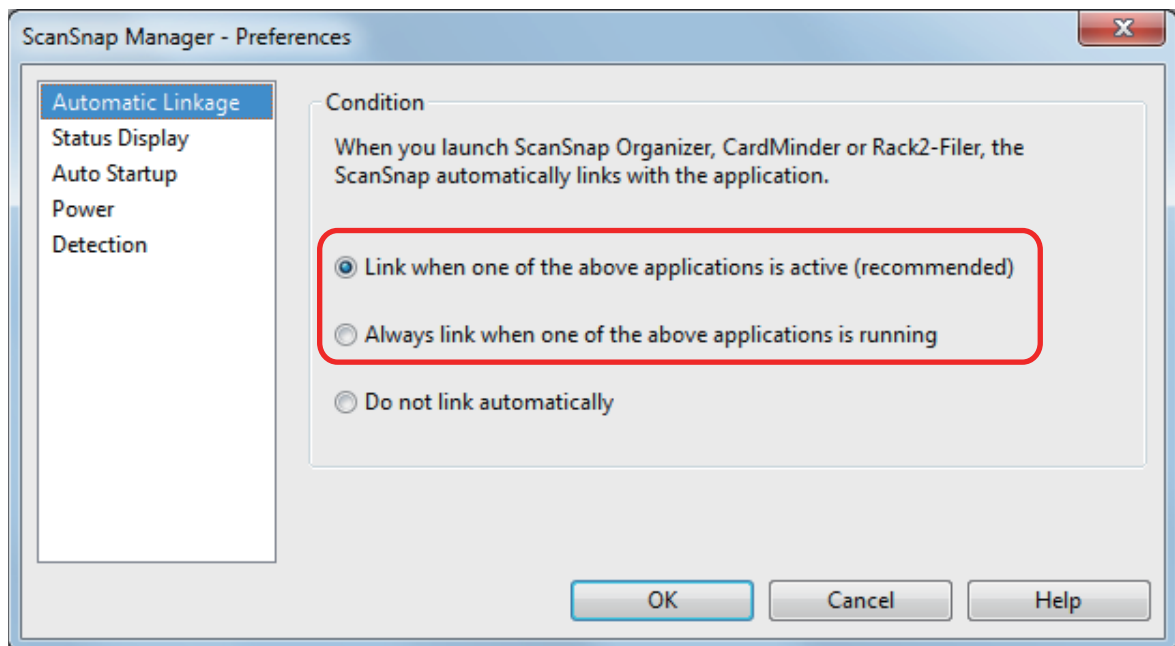 ScanSnap Manager - Preferences
Automatic Linkage
Status Display
Auto Startup
Power
Detection
Condition
When you launch ScanSnap Organizer, CardMinder or Rack2-Filer, the
ScanSnap automatically links with the application.
Link when one of the above applications is active (recommended)
Always link when one of the above applications is running
Do not link automatically
OK
Cancel
Help